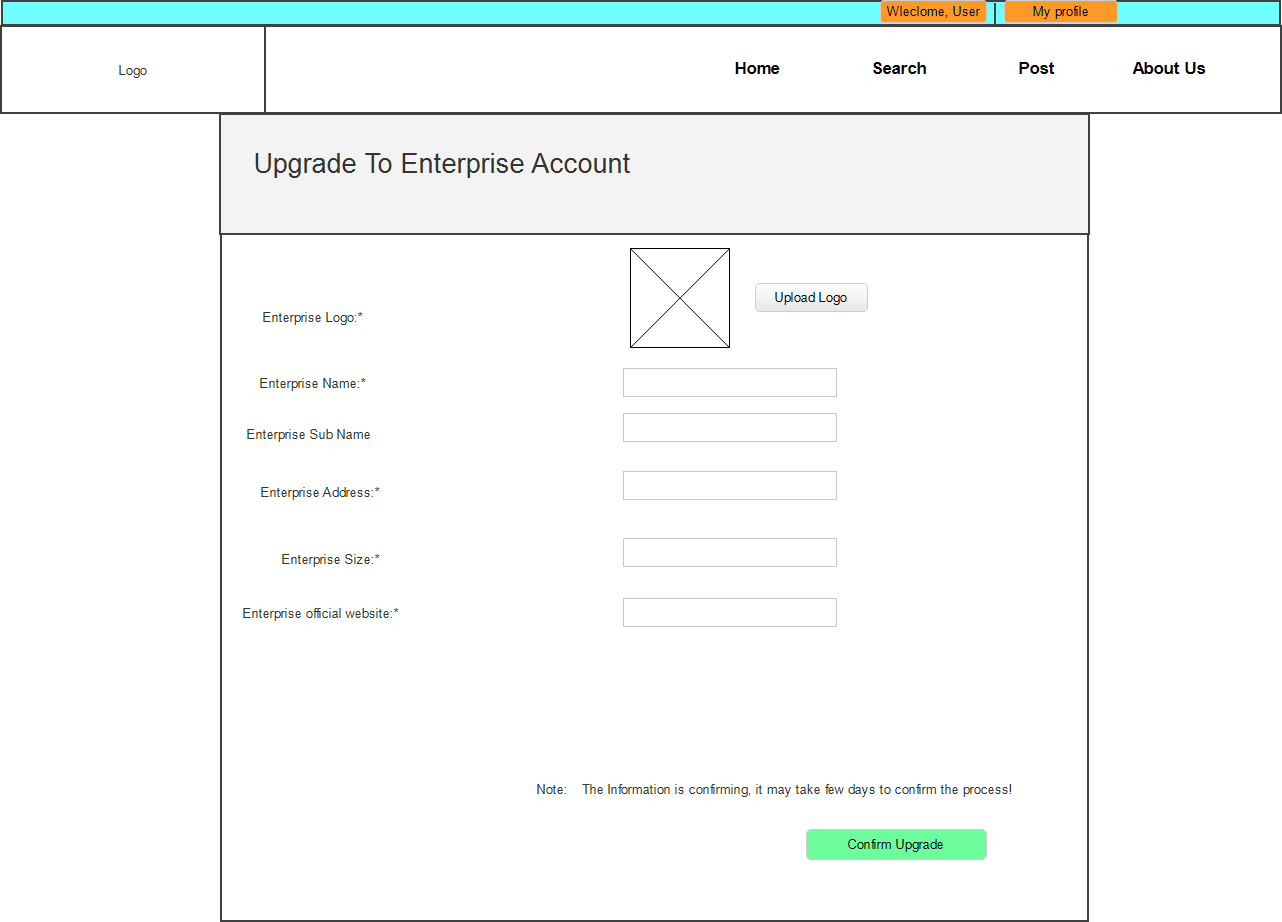 Wleclome, User
My profile
Logo
Home
Search
Post
About Us
Upgrade To Enterprise Account
Enterprise Logo:*
Upload Logo
Enterprise Name:*
Enterprise Sub Name
Enterprise Address:*
Enterprise Size:*
Enterprise official website:*
Note: The Information is confirming, it may take few days to confirm the process!
Confirm Upgrade